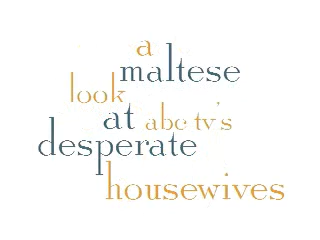 a
maltese
look
at abc tv's
desperate
housewives